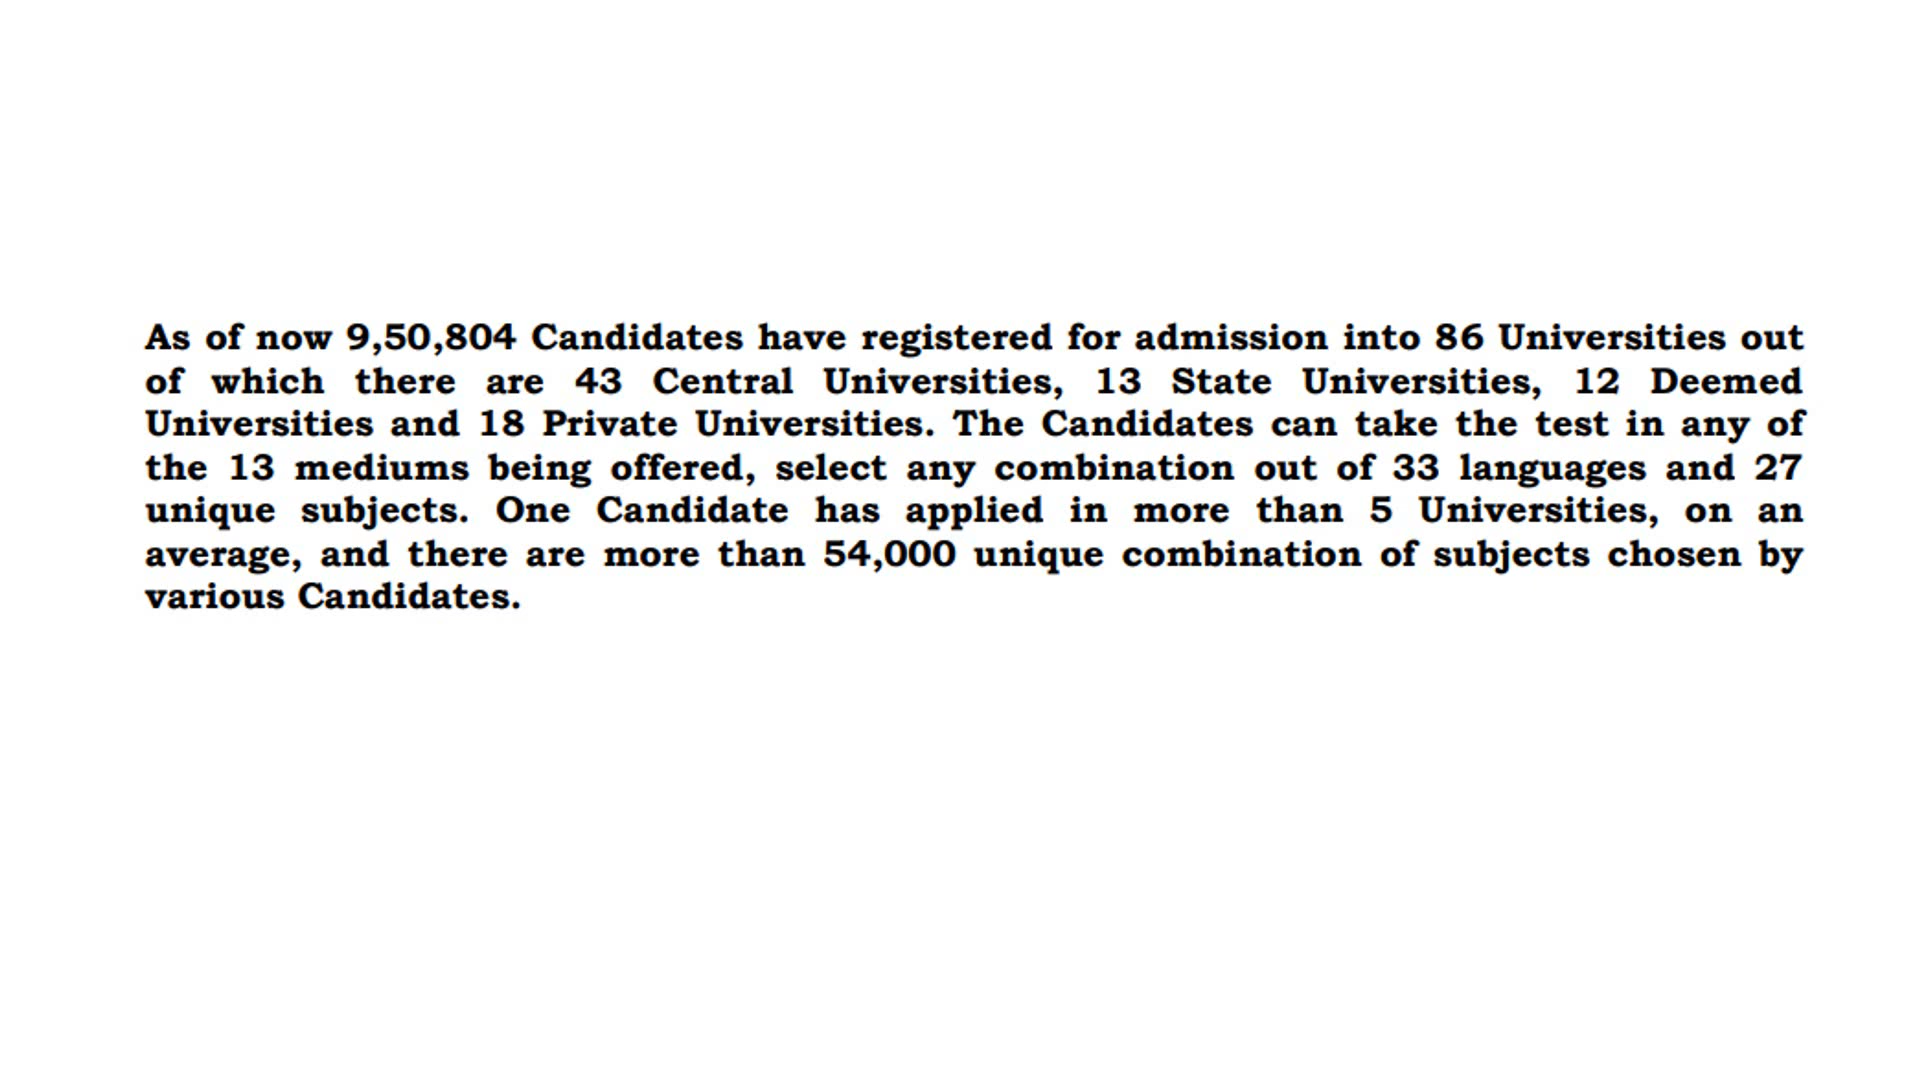 As of now 9,50,804 Candidates have registered for admission into 86 Universities out
of which there are 43 Central Universities, 13 State Universities, 12 Deemed
Universities and 18 Private Universities. The Candidates can take the test in any of
the 13 mediums being offered, select any combination out of 33 languages and 27
unique subjects. One Candidate has applied in more than 5 Universities, on an
average, and there are more than 54,000 unique combination of subjects chosen by
various Candidates.